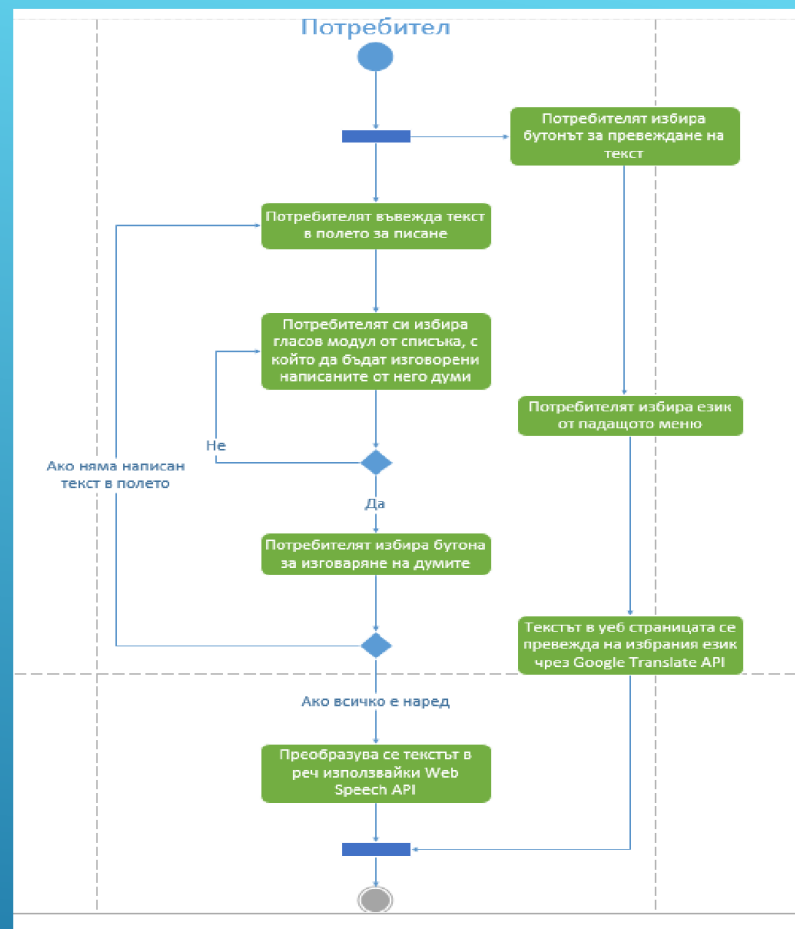 Потребител
Потребителят избира
бутонът за превеждане на
текст
Потребителят въвежда текст
в полето за писане
Потребителят си избира
гласов модул от списъка, с
който да бъдат изговорени
написаните от него думи
Потребителят избира език
от падащото меню
Не
Ако няма написан
текст в полето
Да
Потребителят избира бутона
за изговаряне на думите
Текстът в уеб страницата се
превежда на избрания език
чрез Google Translate API
Ако всичко е наред
Преобразува се текстът в
реч използвайки Web
Speech API